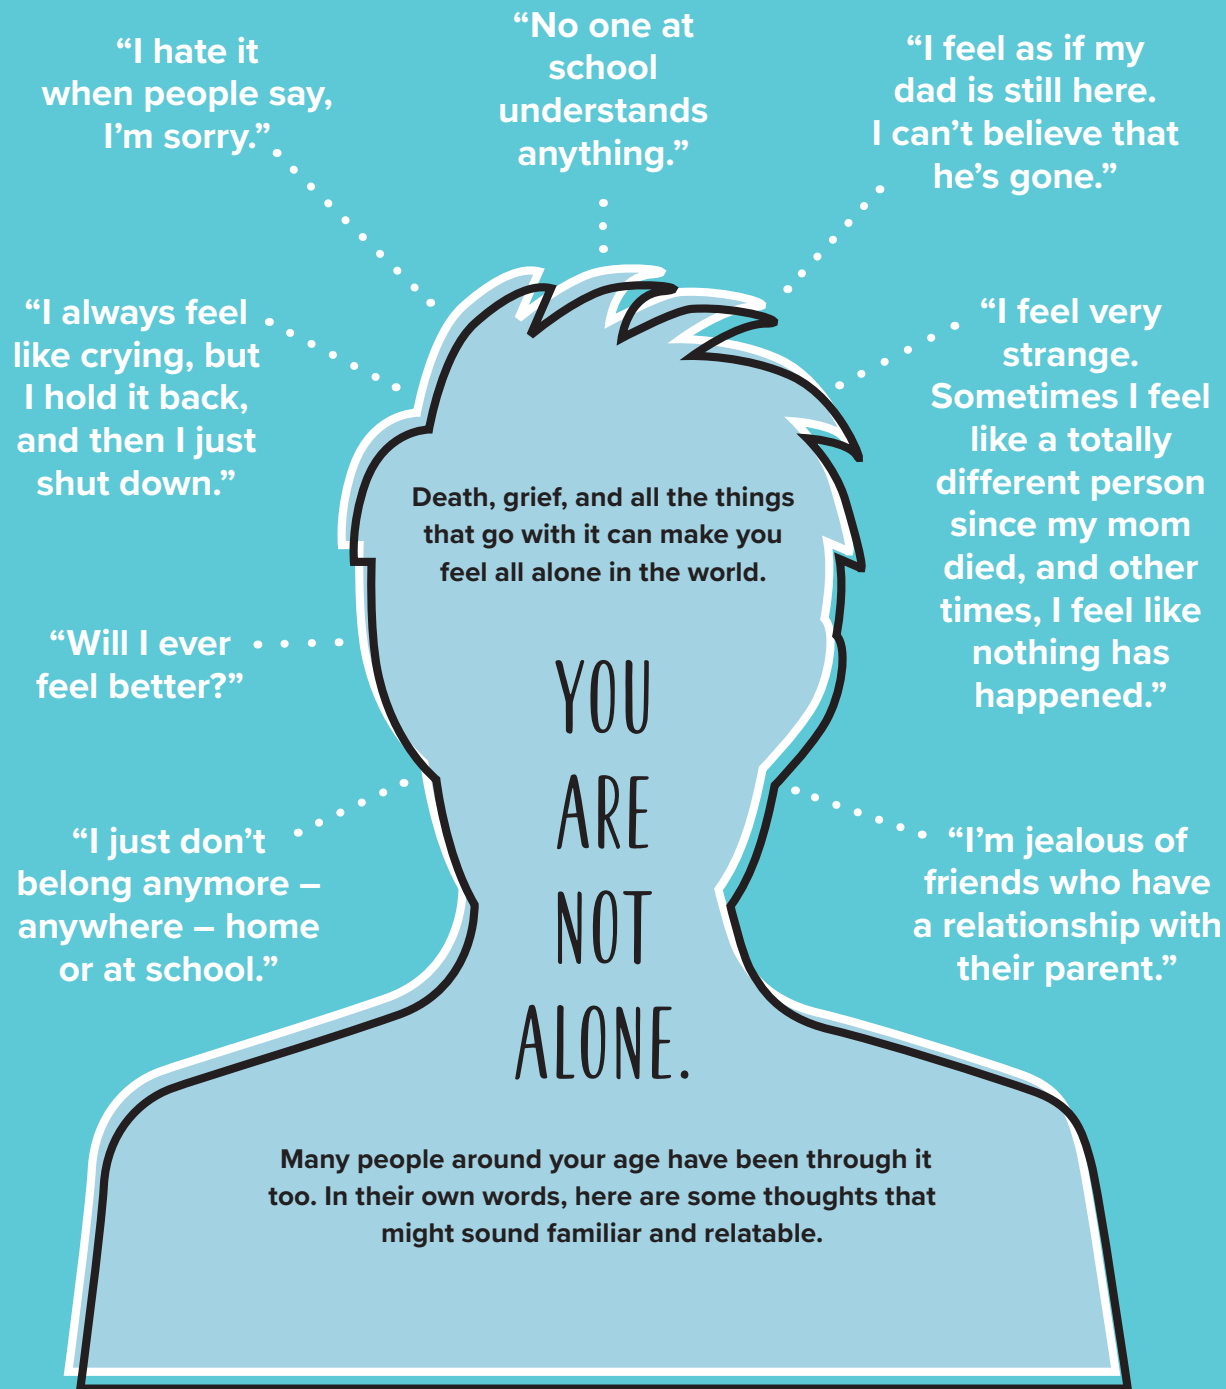 “I hate it
when people say,
I’m sorry.”
“No one at
school
understands
anything.”
“I feel as if my
dad is still here.
I can’t believe that
he’s gone.”
“I always feel
like crying, but
I hold it back,
and then I just
shut down.”
“I feel very
strange.
Sometimes I feel
like a totally
different person
since my mom
died, and other
times, I feel like
nothing has
happened.”
Death, grief, and all the things
that go with it can make you
feel all alone in the world.
“Will I ever
feel better?”
YOU
ARE
NOT
ALONE.
“I just don’t
belong anymore –
anywhere – home
or at school.”
“I’m jealous of
friends who have
a relationship with
their parent.”
Many people around your age have been through it
too. In their own words, here are some thoughts that
might sound familiar and relatable.